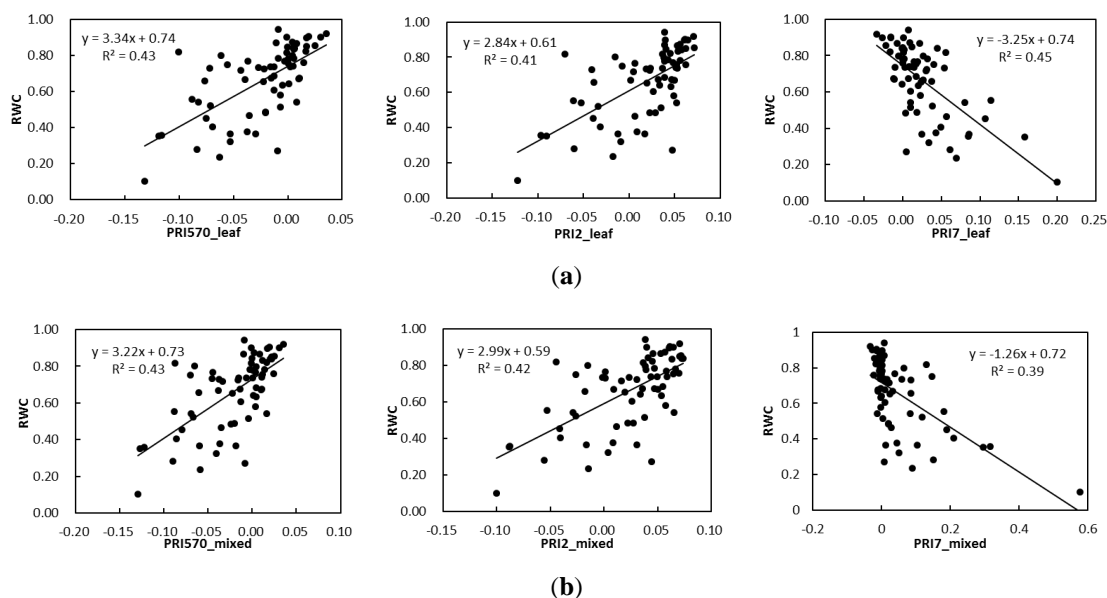 y = 3.34x + 0.74
R² = 0.43
RWC
1.00
0.80
0.60
0.40
0.20
0.00
-0.20 -0.15 -0.10 -0.05 0.00 0.05
PRI570_leaf
y = 2.84x + 0.61
R² = 0.41
RWC
1.00
0.80
0.60
0.40
0.20
0.00
-0.20 -0.15 -0.10 -0.05 0.00 0.05 0.10
PRI2_leaf
y = -3.25x + 0.74
R² = 0.45
RWC
1.00
0.80
0.60
0.40
0.20
0.00
-0.10 -0.05 0.00 0.05 0.10 0.15 0.20 0.25
PRI7_leaf
(a)
y = 3.22x + 0.73
R² = 0.43
RWC
1.00
0.80
0.60
0.40
0.20
0.00
-0.20 -0.15 -0.10 -0.05 0.00 0.05 0.10
PRI570_mixed
y = 2.99x + 0.59
R² = 0.42
RWC
1.00
0.80
0.60
0.40
0.20
0.00
-0.15 -0.10 -0.05 0.00 0.05 0.10
PRI2_mixed
y = -1.26x + 0.72
R² = 0.39
RWC
1
0.8
0.6
0.4
0.2
0
-0.2 0 0.2 0.4 0.6
PRI7_mixed
(b)